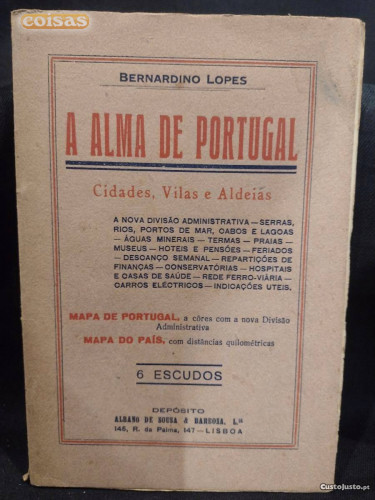 coisas
BERNARDINO LOPES
A ALMA DE PORTUGAL
Cidades, Vilas e Aldeias
A NOVA DIVISÃO ADMINISTRATIVA — SERRAS,
RIOS, PORTOS DE MAR, CABOS E LAGOAS
— ÁGUAS MINERAIS — TERMAS — PRAIAS —
MUSEUS — HOTEIS E PENSÕES — FERIADOS
— DESCANÇO SEMANAL — REPARTIÇÕES DE
FINANÇAS — CONSERVATÓRIAS — HOSPITAIS
E CASAS DE SAÚDE — REDE FERRO-VIÁRIA —
CARROS ELÉCTRICOS — INDICAÇÕES UTEIS.
MAPA DE PORTUGAL, a côres com a nova Divisão
Administrativa
MAPA DO PAÍS, com distâncias quilométricas
6 ESCUDOS
DEPÓSITO
ALBANO DE SOUSA & BARBOSA, L.da
145, R. da Palma, 147 — LISBOA
CustoJusto.pt